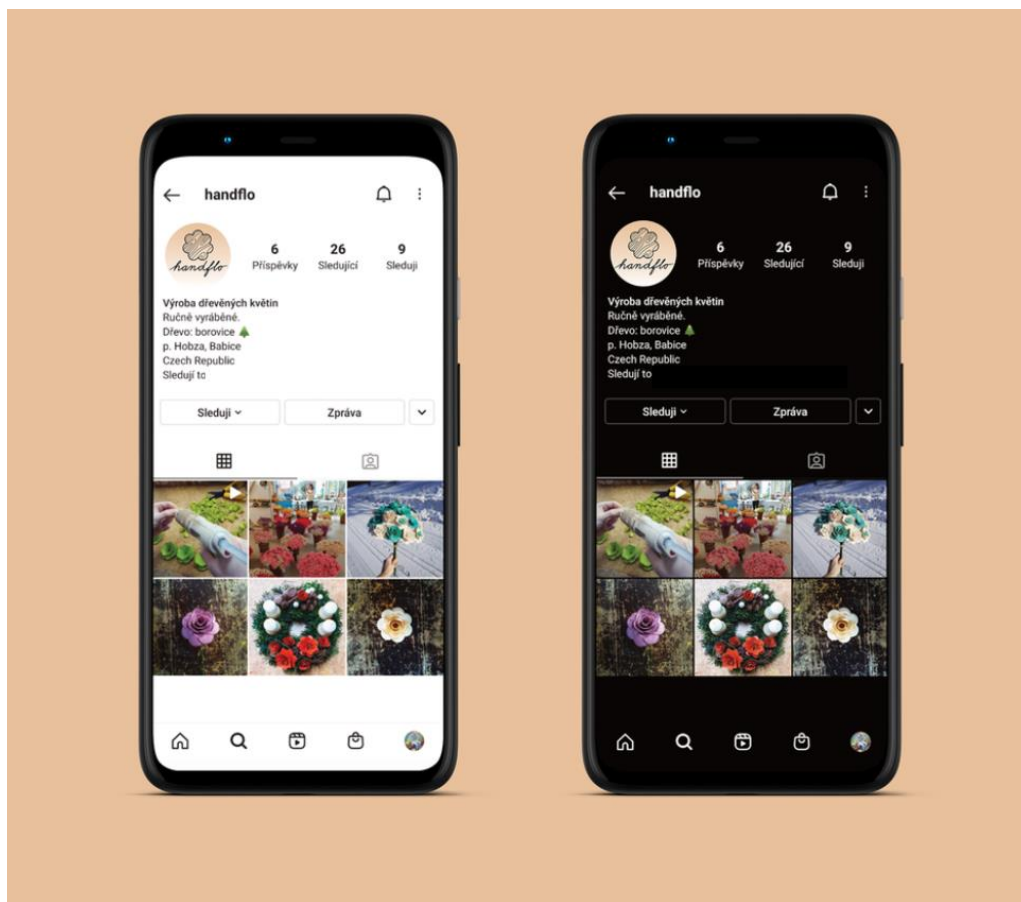 handflo
handflo
6 26 9
Příspěvky Sledující Sleduji
Výroba dřevěných květin
Ručně vyráběné.
Dřevo: borovice
p. Hobza, Babice
Czech Republic
Sledují to
Sleduji Zpráva
handflo
handflo
6 26 9
Příspěvky Sledující Sleduji
Výroba dřevěných květin
Ručně vyráběné.
Dřevo: borovice
p. Hobza, Babice
Czech Republic
Sledují to
Sleduji Zpráva